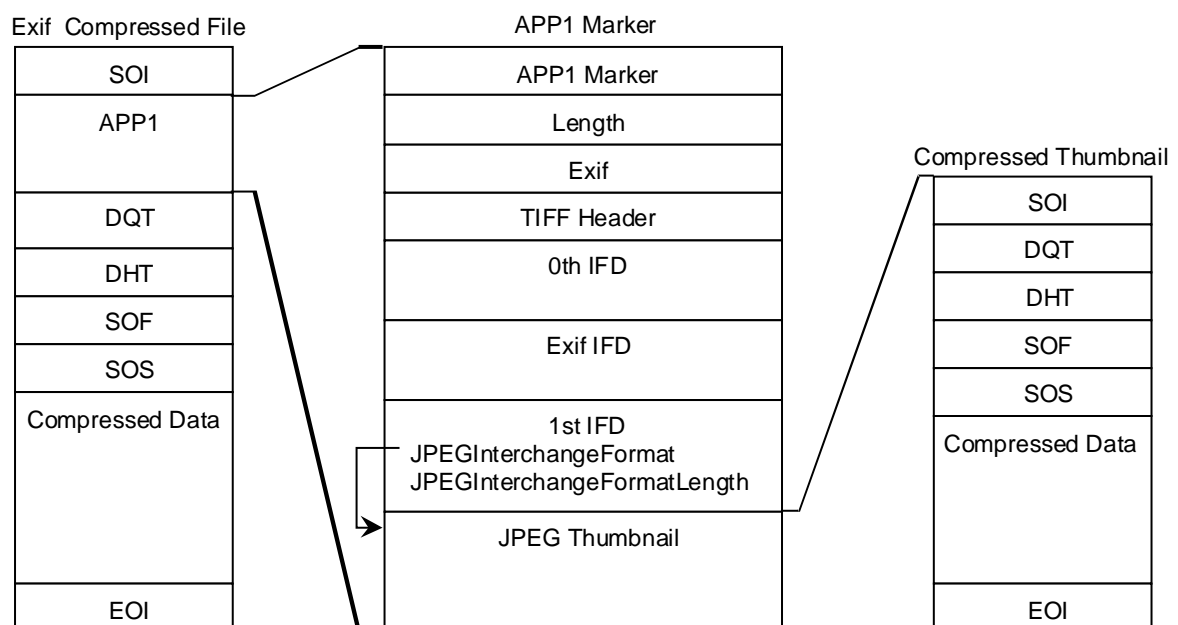 Exif Compressed File
SOI
APP1
DQT
DHT
SOF
SOS
Compressed Data
EOI
APP1 Marker
APP1 Marker
Length
Exif
TIFF Header
0th IFD
Exif IFD
1st IFD
JPEGInterchangeFormat
JPEGInterchangeFormatLength
JPEG Thumbnail
Compressed Thumbnail
SOI
DQT
DHT
SOF
SOS
Compressed Data
EOI